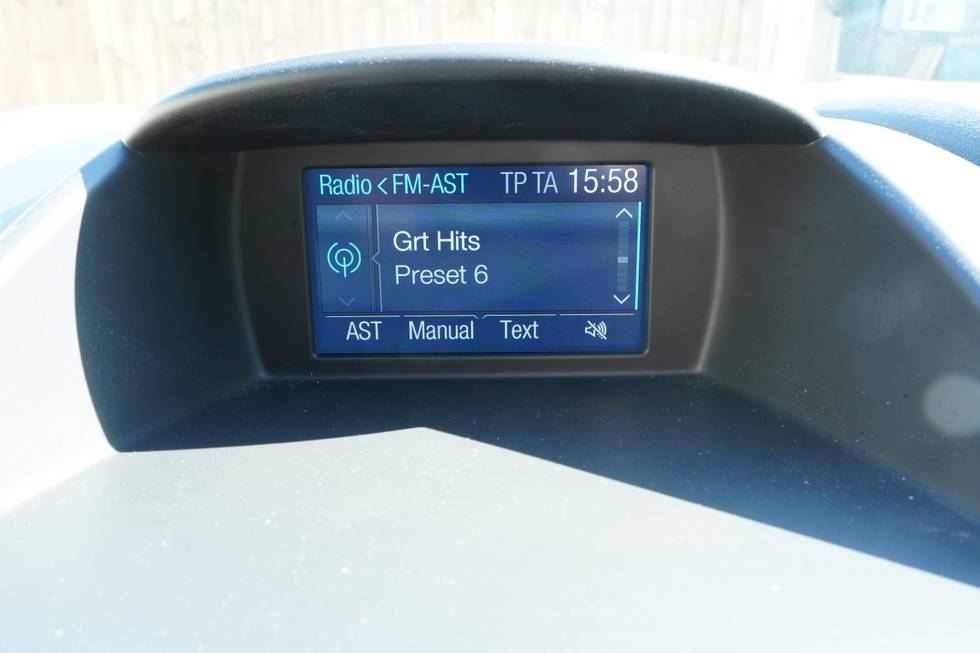 Radio < FM-AST TP TA 15:58
Grt Hits
Preset 6
AST Manual Text